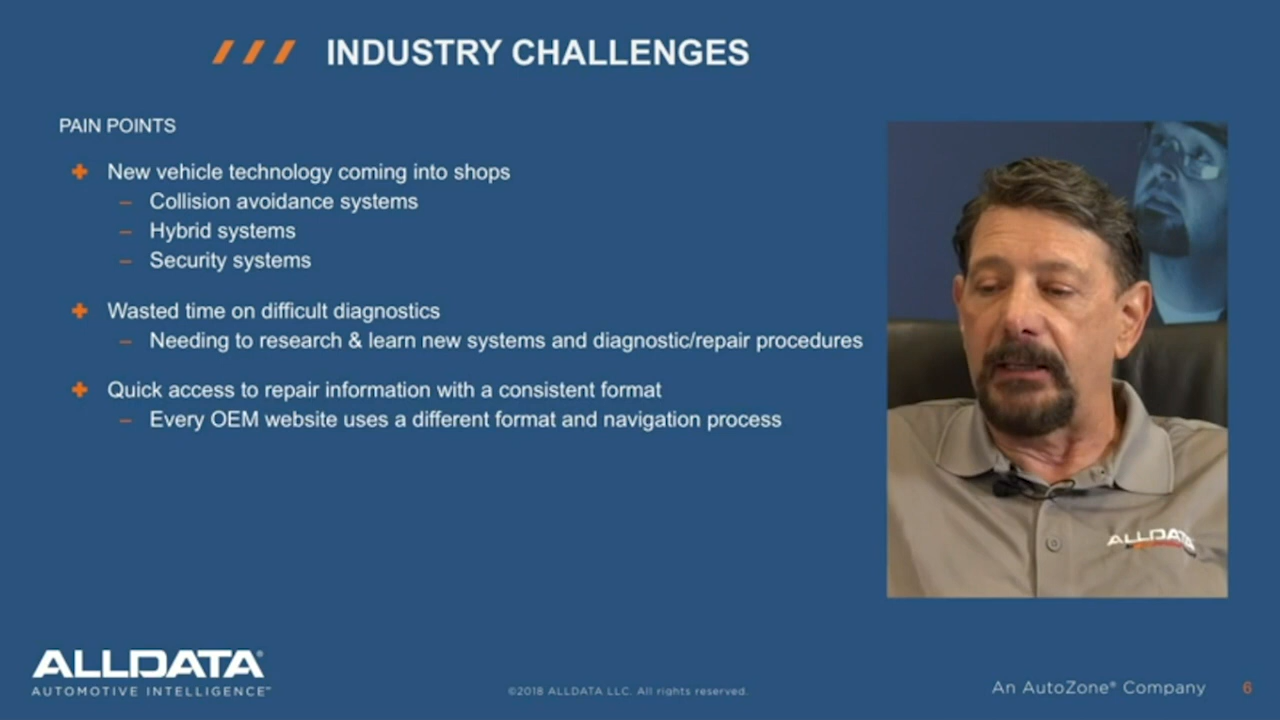 INDUSTRY CHALLENGES
PAIN POINTS
New vehicle technology coming into shops
– Collision avoidance systems
– Hybrid systems
– Security systems
Wasted time on difficult diagnostics
– Needing to research & learn new systems and diagnostic/repair procedures
Quick access to repair information with a consistent format
– Every OEM website uses a different format and navigation process
ALLDATA
ALLDATA®
AUTOMOTIVE INTELLIGENCE™
©2018 ALLDATA LLC. All rights reserved.
An AutoZone® Company
6